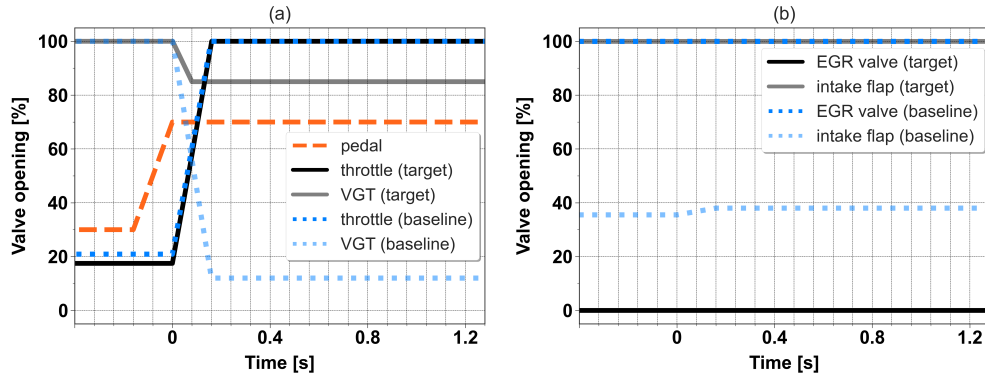 (a)
Valve opening [%]
100
80
60
40
20
0
pedal
throttle (target)
VGT (target)
throttle (baseline)
VGT (baseline)
0 0.4 0.8 1.2
Time [s]
(b)
Valve opening [%]
100
80
60
40
20
0
EGR valve (target)
intake flap (target)
EGR valve (baseline)
intake flap (baseline)
0 0.4 0.8 1.2
Time [s]